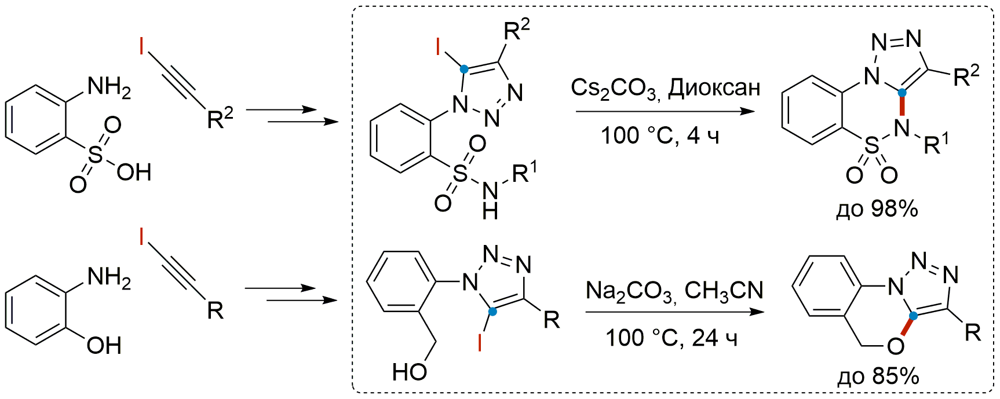 I
NH₂
R²
O
S
OH
O
I
R²
N
N
N
O
S
O
N
H
R¹
Cs₂CO₃, Диоксан
100 °C, 4 ч
N=N
N
R²
N
R¹
S
O
O
до 98%
I
NH₂
R
OH
N
N
N
R
I
HO
Na₂CO₃, CH₃CN
100 °C, 24 ч
N
N
N
R
O
до 85%